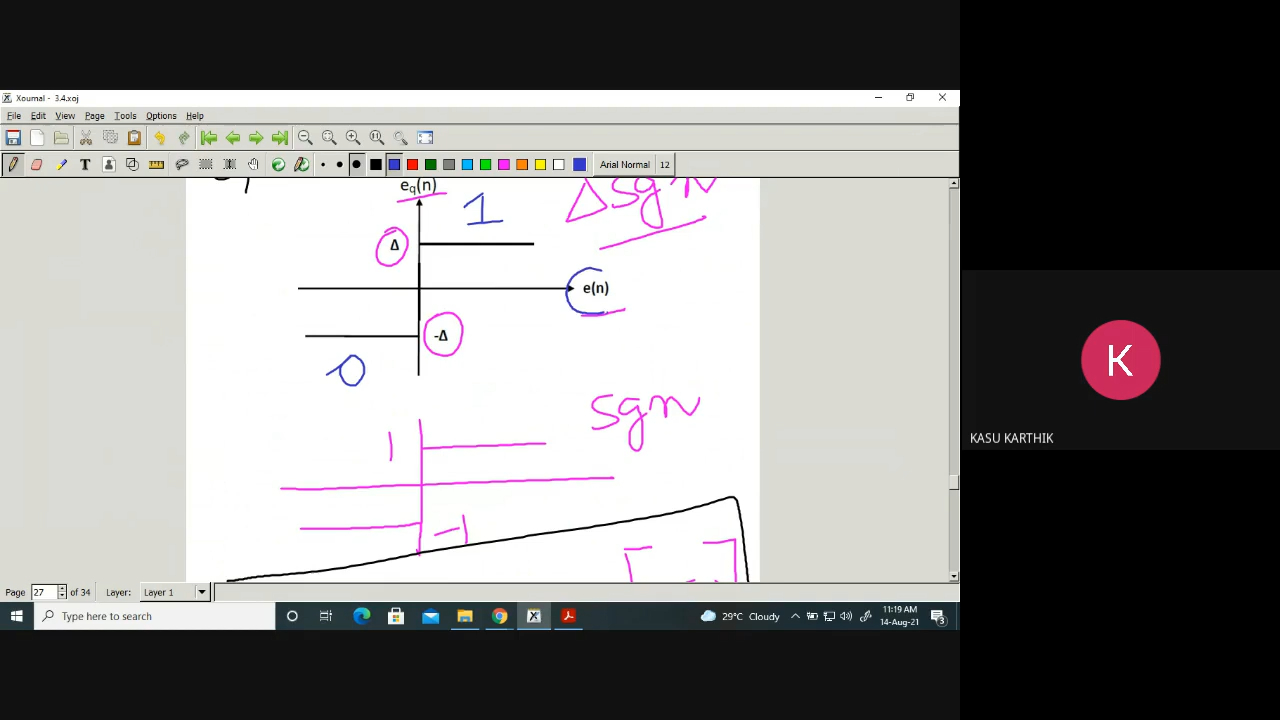 Xournal - 3.4.xoj
File Edit View Page Tools Options Help
Arial Normal 12
eq(n)
1
Δ sgn
Δ
e(n)
-Δ
0
sgn
1
-1
KASU KARTHIK
K
Page 27 of 34 Layer: Layer 1
Type here to search
29°C Cloudy
11:19 AM
14-Aug-21
3